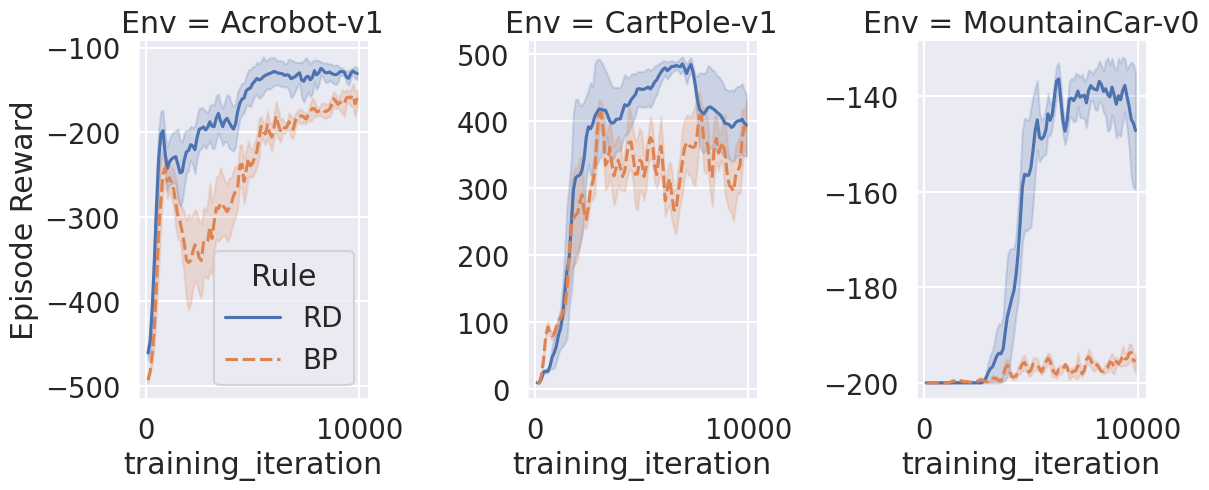 Env = Acrobot-v1
Episode Reward
−100
−200
−300
−400
−500
0
10000
training_iteration
Rule
RD
BP
Env = CartPole-v1
500
400
300
200
100
0
0
10000
training_iteration
Env = MountainCar-v0
−140
−160
−180
−200
0
10000
training_iteration